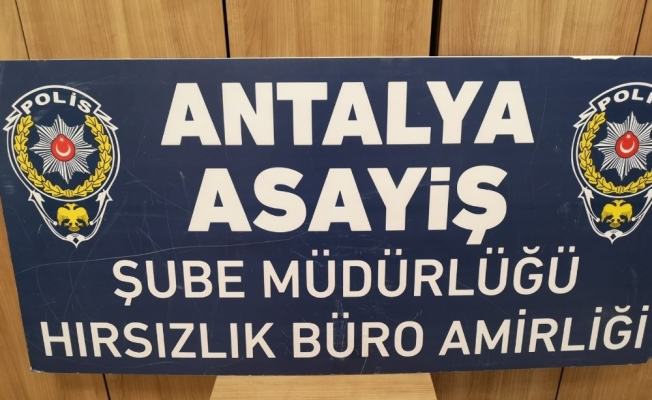 POLİS
ANTALYA
ASAYİŞ
ŞUBE MÜDÜRLÜĞÜ
HIRSIZLIK BÜRO AMİRLİĞİ
POLİ